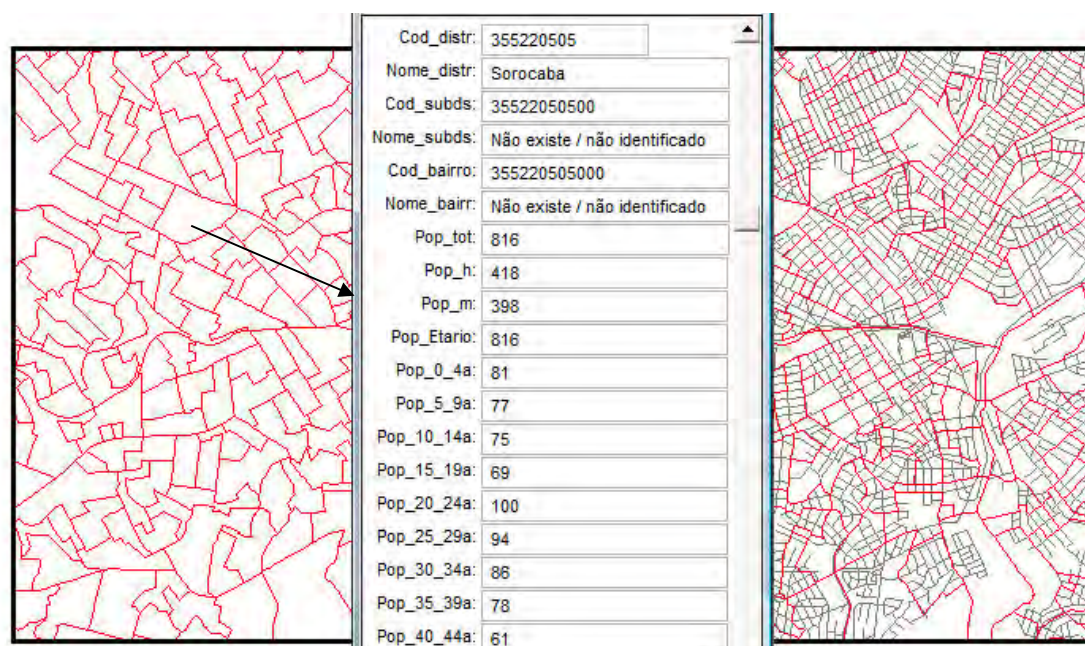 Cod_distr: 355220505
Nome_distr: Sorocaba
Cod_subds: 35522050500
Nome_subds: Não existe / não identificado
Cod_bairro: 355220505000
Nome_bairr: Não existe / não identificado
Pop_tot: 816
Pop_h: 418
Pop_m: 398
Pop_Etario: 816
Pop_0_4a: 81
Pop_5_9a: 77
Pop_10_14a: 75
Pop_15_19a: 69
Pop_20_24a: 100
Pop_25_29a: 94
Pop_30_34a: 86
Pop_35_39a: 78
Pop_40_44a: 61